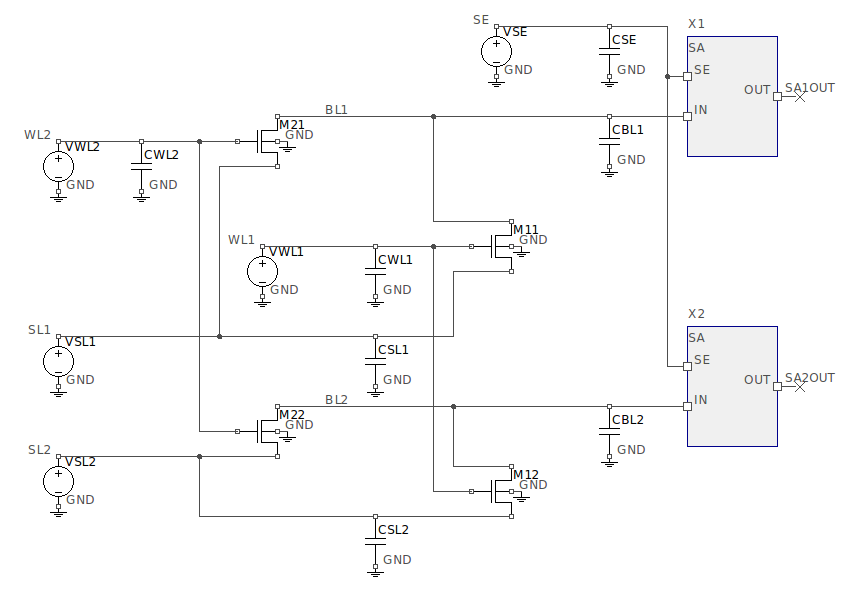 SE
VSE
CSE
GND
GND
X1
SA
SE
OUT
SA1OUT
IN
BL1
M21
GND
WL2
VWL2
CWL2
GND
GND
CBL1
GND
WL1
VWL1
CWL1
GND
GND
M11
GND
SL1
VSL1
CSL1
GND
GND
X2
SA
SE
OUT
SA2OUT
IN
BL2
M22
GND
CBL2
GND
SL2
VSL2
GND
M12
GND
CSL2
GND